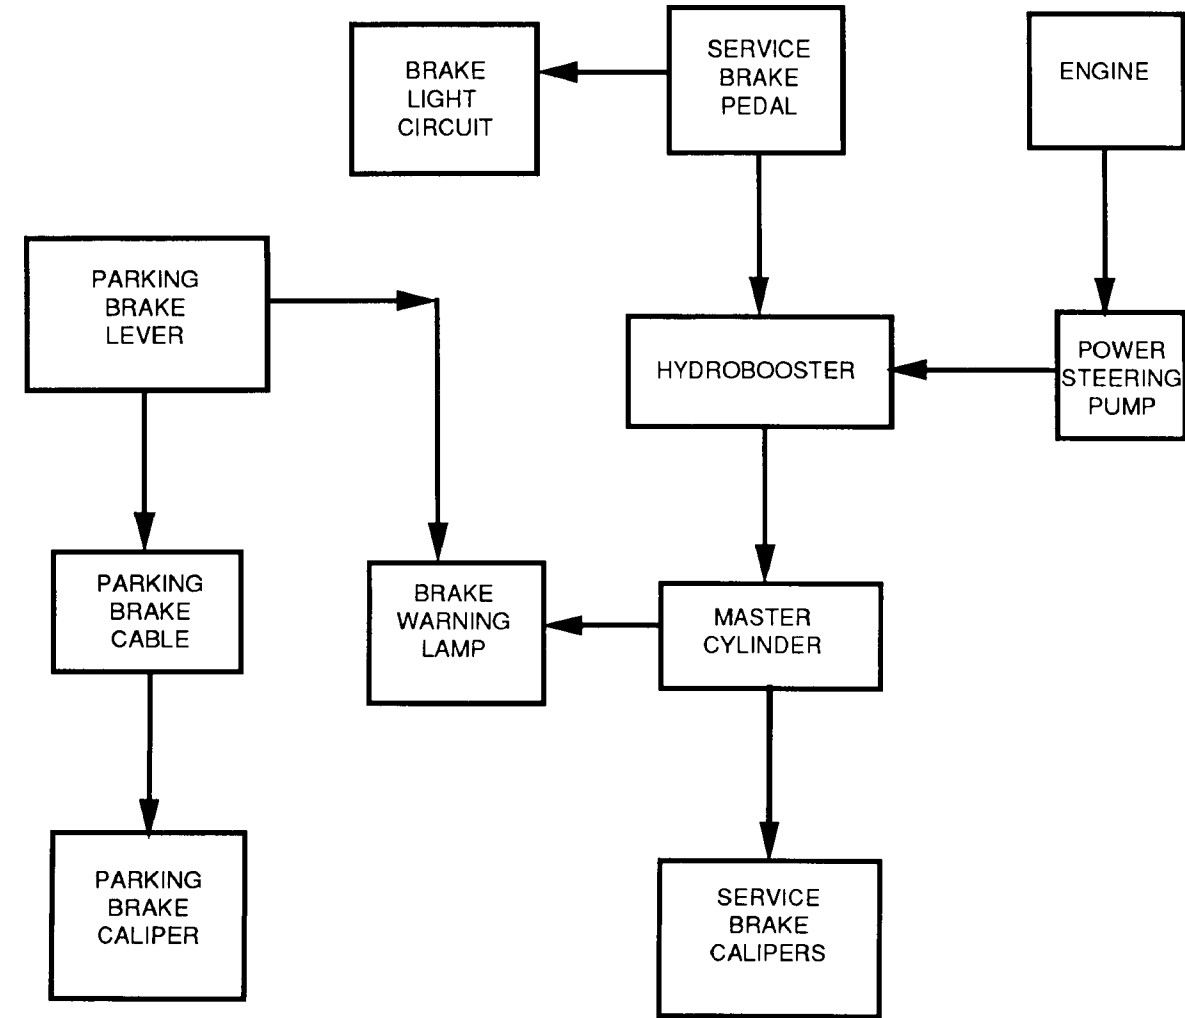 BRAKE
LIGHT
CIRCUIT
SERVICE
BRAKE
PEDAL
ENGINE
PARKING
BRAKE
LEVER
HYDROBOOSTER
POWER
STEERING
PUMP
PARKING
BRAKE
CABLE
BRAKE
WARNING
LAMP
MASTER
CYLINDER
PARKING
BRAKE
CALIPER
SERVICE
BRAKE
CALIPERS